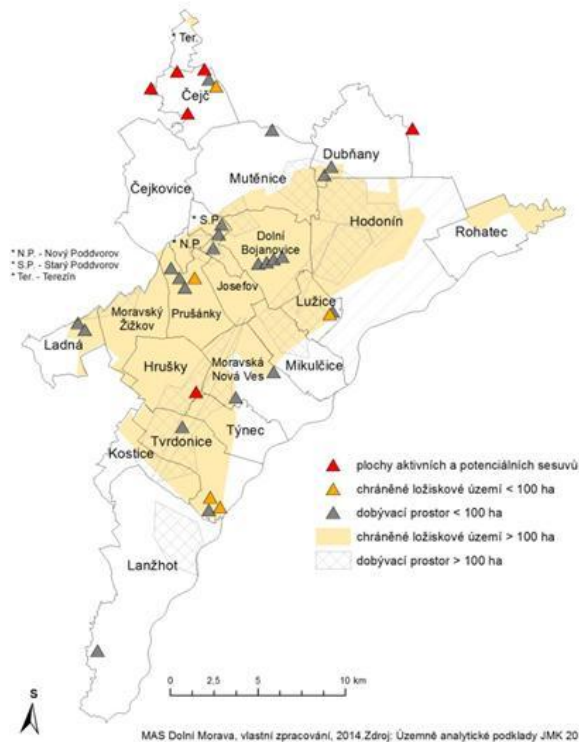 * Ter.
Čejč
Dubňany
Mutěnice
Čejkovice
Hodonín
Rohatec
* S.P.
* N.P.
Dolní
Bojanovice
* N.P. - Nový Poddvorov
* S.P. - Starý Poddvorov
* Ter. - Terezín
Josefov
Lužice
Moravský
Žižkov
Prušánky
Ladná
Mikulčice
Hrušky
Moravská
Nová Ves
Týnec
Tvrdonice
Kostice
Lanžhot
plochy aktivních a potenciálních sesuvů
chráněné ložiskové území < 100 ha
dobývací prostor < 100 ha
chráněné ložiskové území > 100 ha
dobývací prostor > 100 ha
0 2,5 5 10 km
S
MAS Dolní Morava, vlastní zpracování, 2014.Zdroj: Územně analytické podklady JMK 20